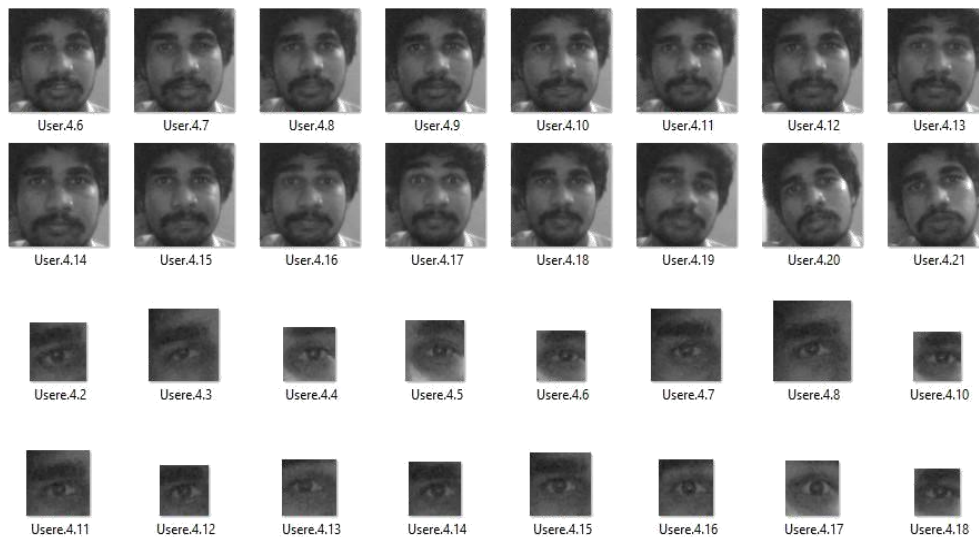 User.4.6 User.4.7 User.4.8 User.4.9 User.4.10 User.4.11 User.4.12 User.4.13
User.4.14 User.4.15 User.4.16 User.4.17 User.4.18 User.4.19 User.4.20 User.4.21
Usere.4.2 Usere.4.3 Usere.4.4 Usere.4.5 Usere.4.6 Usere.4.7 Usere.4.8 Usere.4.10
Usere.4.11 Usere.4.12 Usere.4.13 Usere.4.14 Usere.4.15 Usere.4.16 Usere.4.17 Usere.4.18